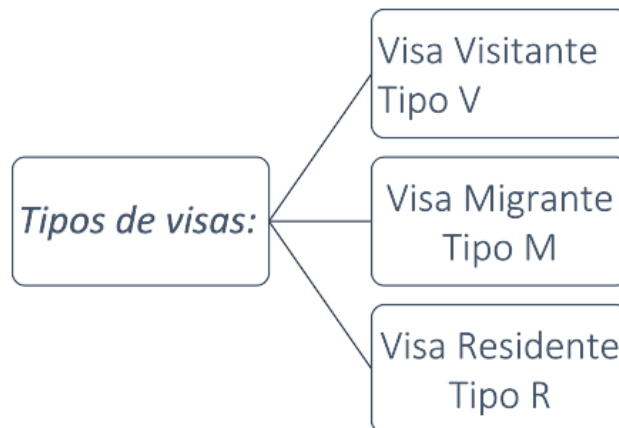 Visa Visitante
Tipo V
Tipos de visas:
Visa Migrante
Tipo M
Visa Residente
Tipo R